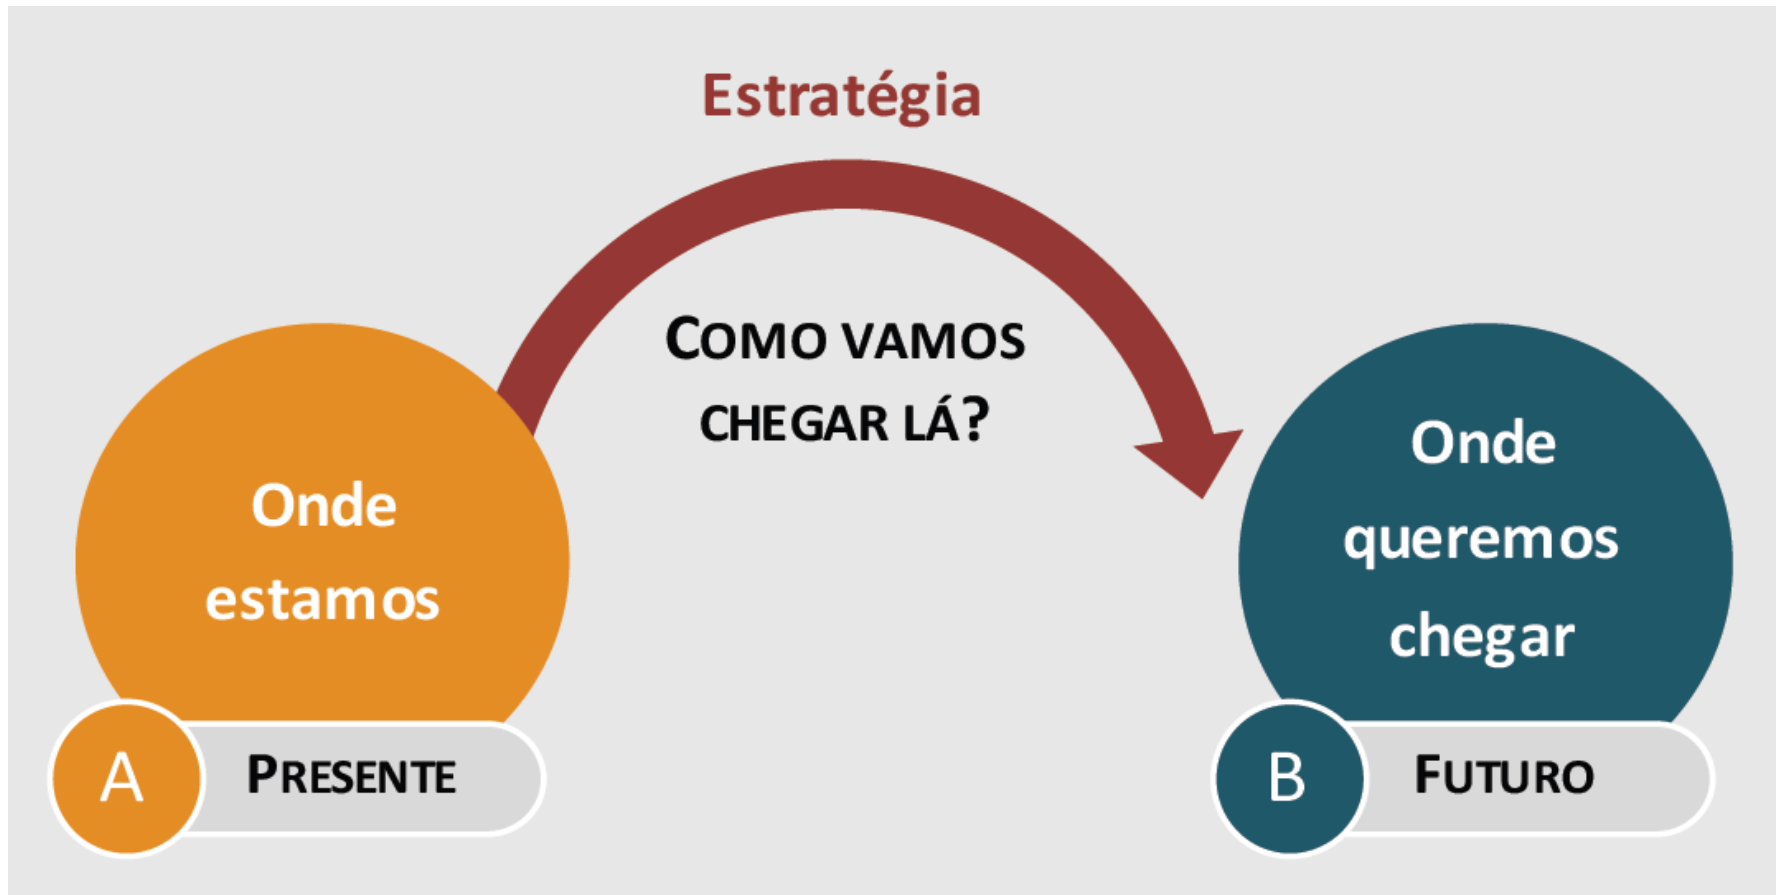 Estratégia
COMO VAMOS
CHEGAR LÁ?
Onde
estamos
Onde
queremos
chegar
A
PRESENTE
B
FUTURO